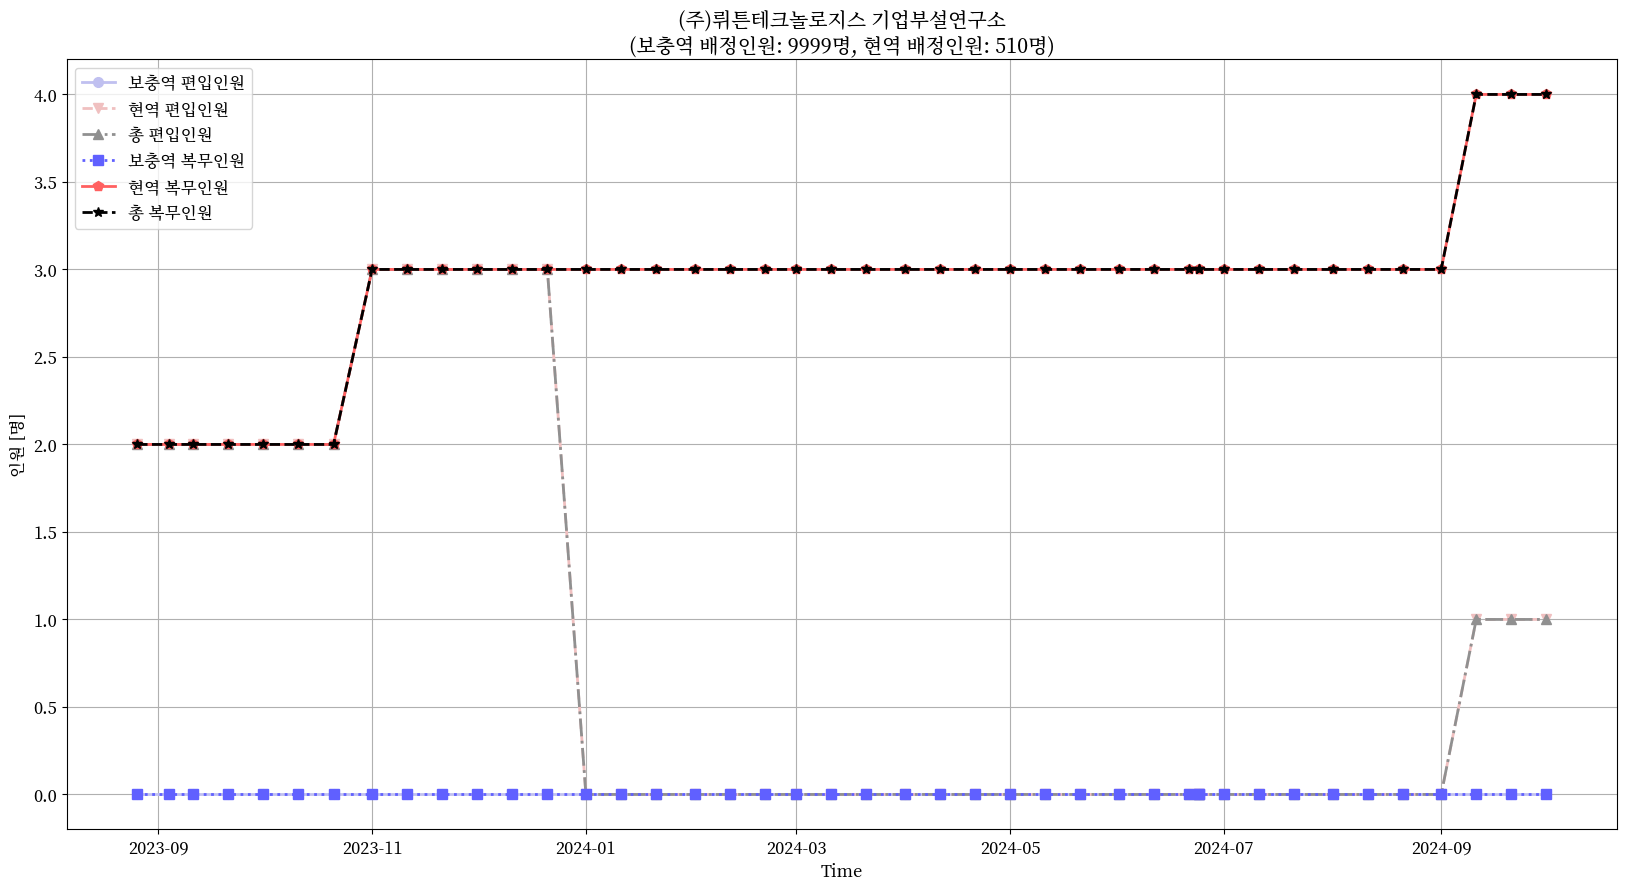 (주)뤼튼테크놀로지스 기업부설연구소
(보충역 배정인원: 9999명, 현역 배정인원: 510명)
보충역 편입인원
현역 편입인원
총 편입인원
보충역 복무인원
현역 복무인원
총 복무인원
4.0
3.5
3.0
2.5
2.0
1.5
1.0
0.5
0.0
인원 [명]
2023-09 2023-11 2024-01 2024-03 2024-05 2024-07 2024-09
Time